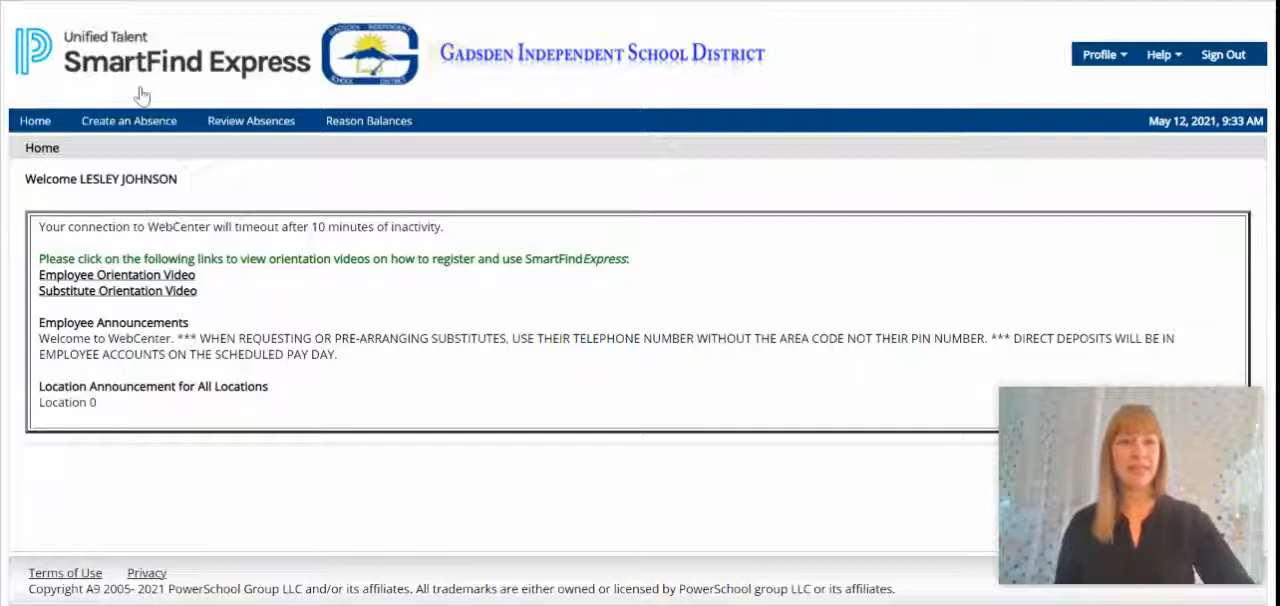 Unified Talent
SmartFind Express
GADSDEN INDEPENDENT SCHOOL DISTRICT
Profile Help Sign Out
Home Create an Absence Review Absences Reason Balances May 12, 2021, 9:33 AM
Home
Welcome LESLEY JOHNSON
Your connection to WebCenter will timeout after 10 minutes of inactivity.
Please click on the following links to view orientation videos on how to register and use SmartFindExpress:
Employee Orientation Video
Substitute Orientation Video
Employee Announcements
Welcome to WebCenter. *** WHEN REQUESTING OR PRE-ARRANGING SUBSTITUTES, USE THEIR TELEPHONE NUMBER WITHOUT THE AREA CODE NOT THEIR PIN NUMBER. *** DIRECT DEPOSITS WILL BE IN
EMPLOYEE ACCOUNTS ON THE SCHEDULED PAY DAY.
Location Announcement for All Locations
Location 0
Terms of Use Privacy
Copyright A9 2005- 2021 PowerSchool Group LLC and/or its affiliates. All trademarks are either owned or licensed by PowerSchool group LLC or its affiliates.